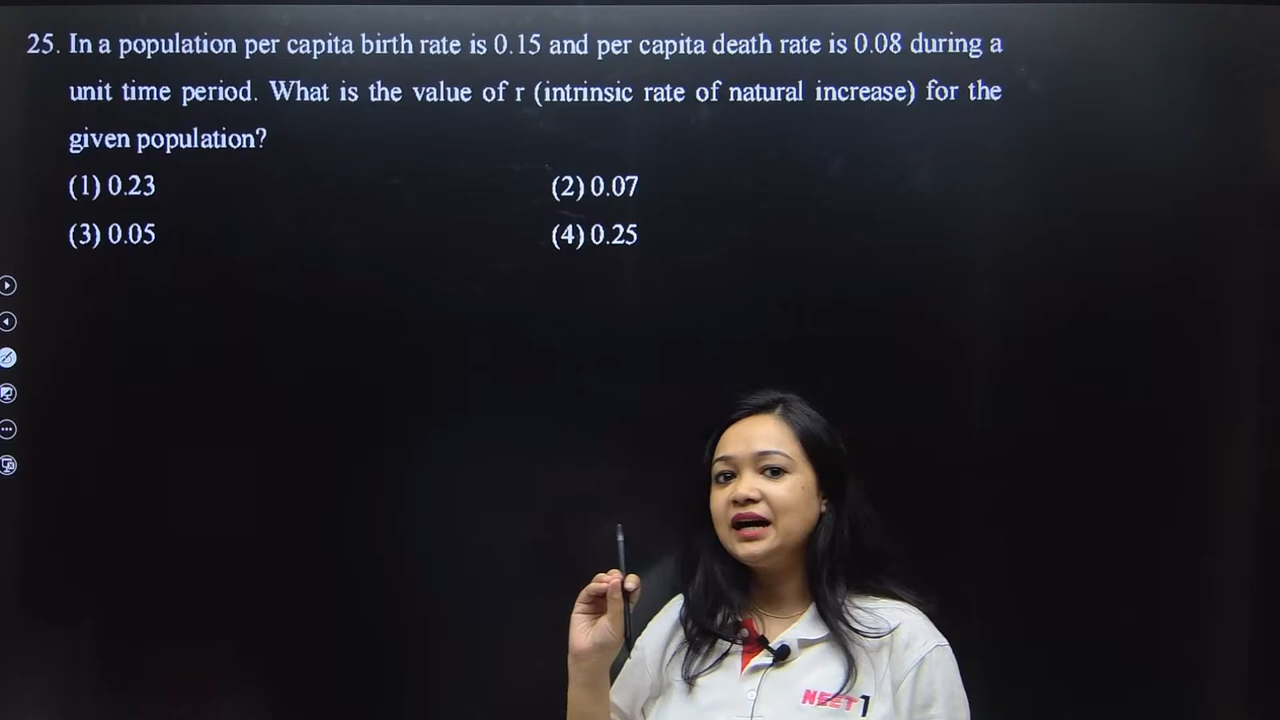 25. In a population per capita birth rate is 0.15 and per capita death rate is 0.08 during a
unit time period. What is the value of r (intrinsic rate of natural increase) for the
given population?
(1) 0.23 (2) 0.07
(3) 0.05 (4) 0.25
NEET1